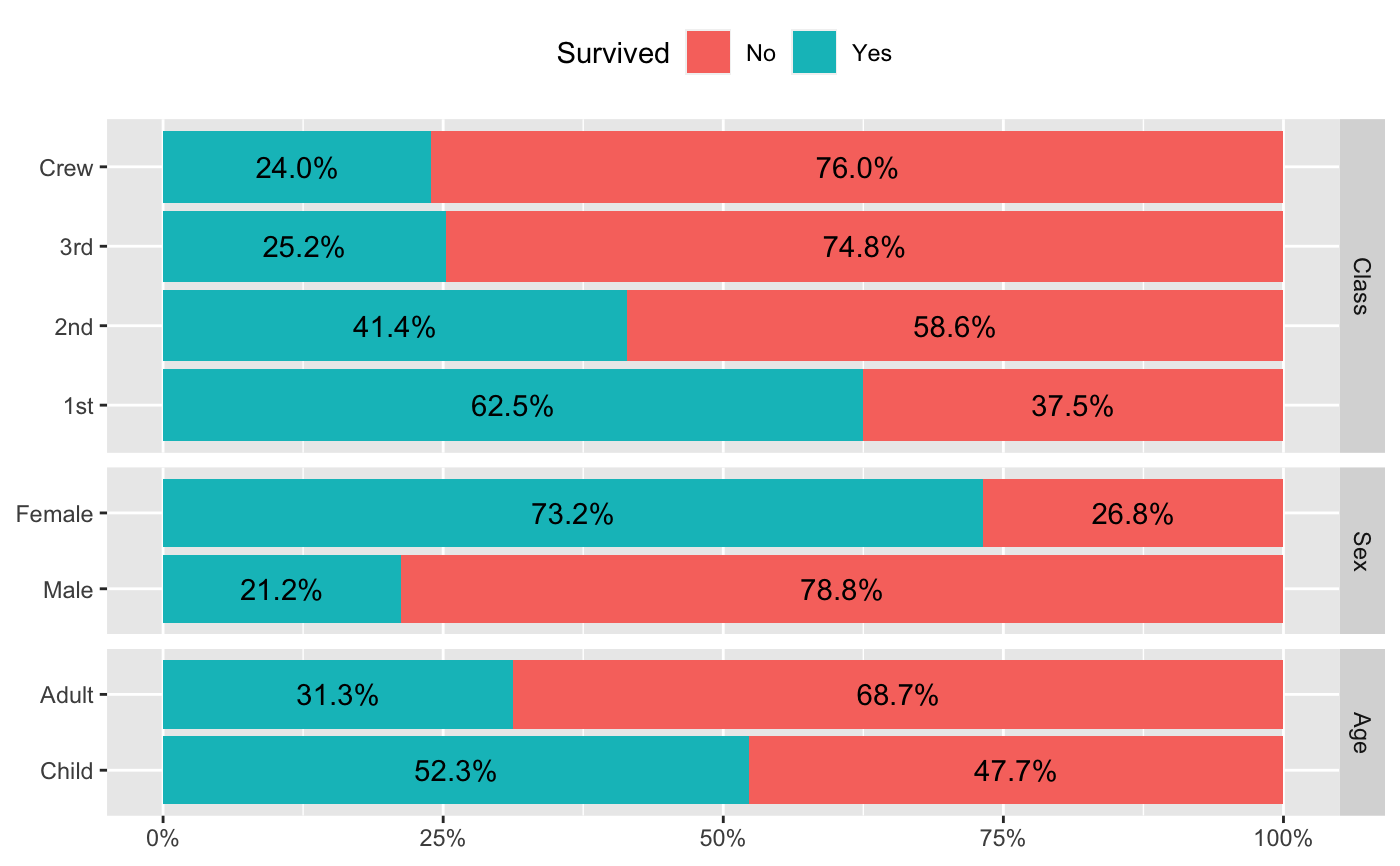 Survived No Yes
Crew 24.0% 76.0%
3rd 25.2% 74.8%
2nd 41.4% 58.6%
1st 62.5% 37.5%
Class
Female 73.2% 26.8%
Male 21.2% 78.8%
Sex
Adult 31.3% 68.7%
Child 52.3% 47.7%
Age
0% 25% 50% 75% 100%